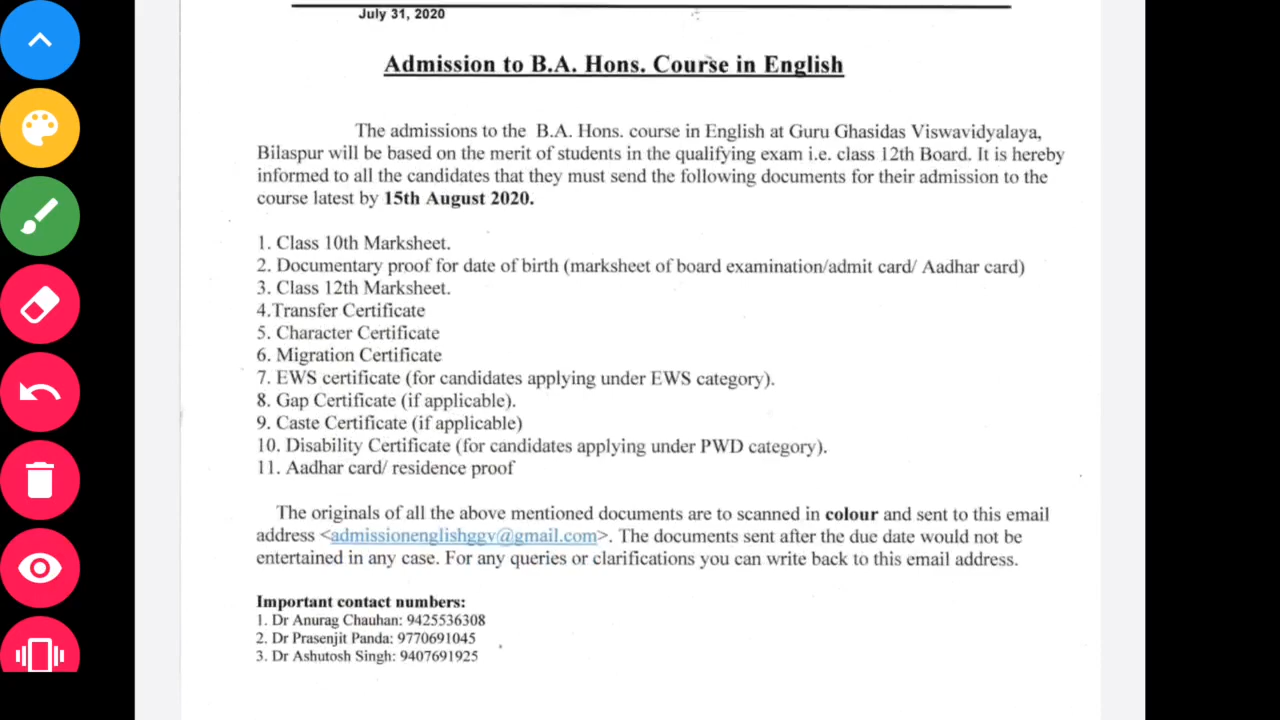 July 31, 2020
Admission to B.A. Hons. Course in English
The admissions to the B.A. Hons. course in English at Guru Ghasidas Viswavidyalaya,
Bilaspur will be based on the merit of students in the qualifying exam i.e. class 12th Board. It is hereby
informed to all the candidates that they must send the following documents for their admission to the
course latest by 15th August 2020.
1. Class 10th Marksheet.
2. Documentary proof for date of birth (marksheet of board examination/admit card/ Aadhar card)
3. Class 12th Marksheet.
4.Transfer Certificate
5. Character Certificate
6. Migration Certificate
7. EWS certificate (for candidates applying under EWS category).
8. Gap Certificate (if applicable).
9. Caste Certificate (if applicable)
10. Disability Certificate (for candidates applying under PWD category).
11. Aadhar card/ residence proof
The originals of all the above mentioned documents are to scanned in colour and sent to this email
address <admissionenglishggv@gmail.com>. The documents sent after the due date would not be
entertained in any case. For any queries or clarifications you can write back to this email address.
Important contact numbers:
1. Dr Anurag Chauhan: 9425536308
2. Dr Prasenjit Panda: 9770691045
3. Dr Ashutosh Singh: 9407691925